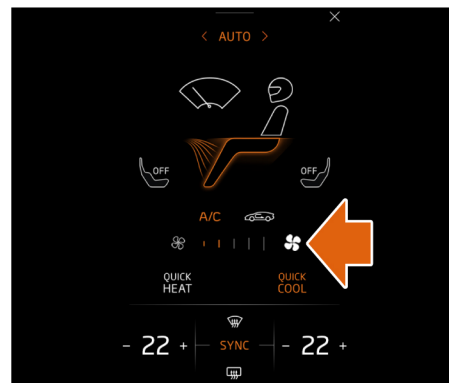 AUTO
OFF
OFF
A/C
QUICK
HEAT
QUICK
COOL
- 22 + SYNC - 22 +